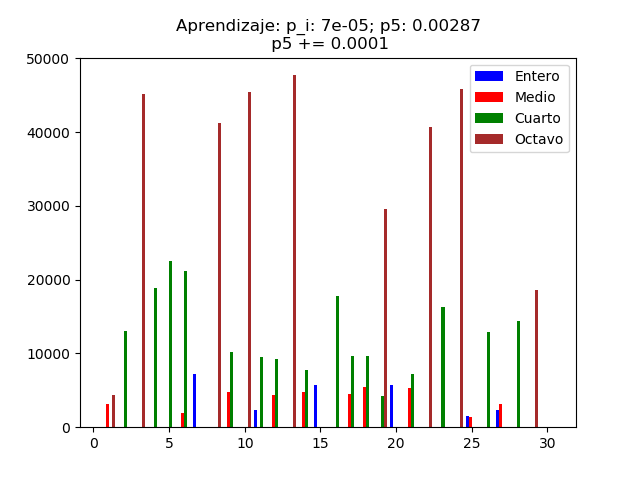 Aprendizaje: p_i: 7e-05; p5: 0.00287
p5 += 0.0001
50000
40000
30000
20000
10000
0
Entero
Medio
Cuarto
Octavo
0 5 10 15 20 25 30